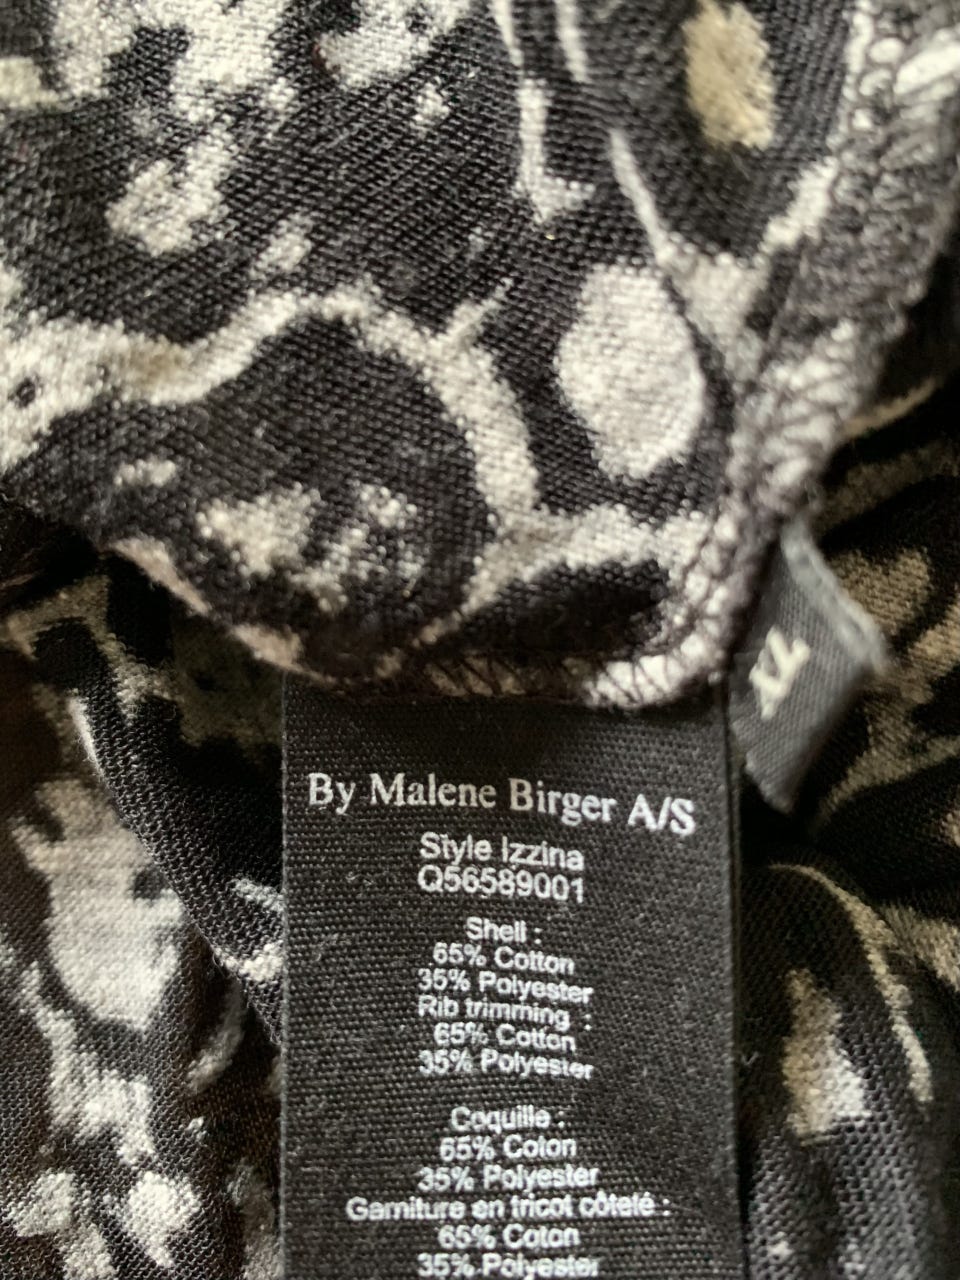 By Malene Birger A/S
Style Izzina
Q56589001
Shell :
65% Cotton
35% Polyester
Rib trimming :
65% Cotton
35% Polyester
Coquille :
65% Coton
35% Polyester
Garniture en tricot côtelé :
65% Coton
35% Polyester